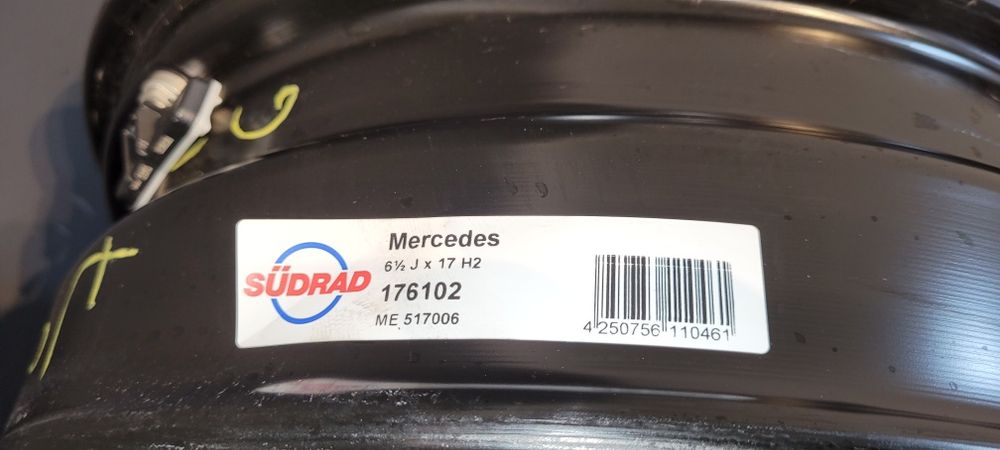 Mercedes
6½ J x 17 H2
SÜDRAD
176102
ME 517006
4 250756 110461